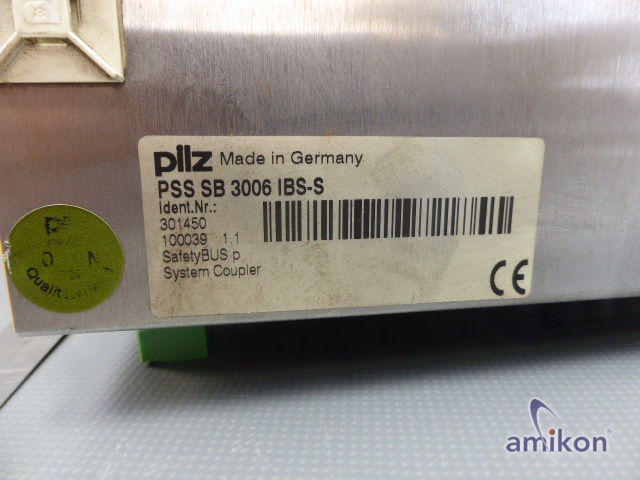 pilz Made in Germany
PSS SB 3006 IBS-S
Ident.Nr.:
301450
100039 1.1
SafetyBUS p
System Coupler
CE
Qualit
amikon